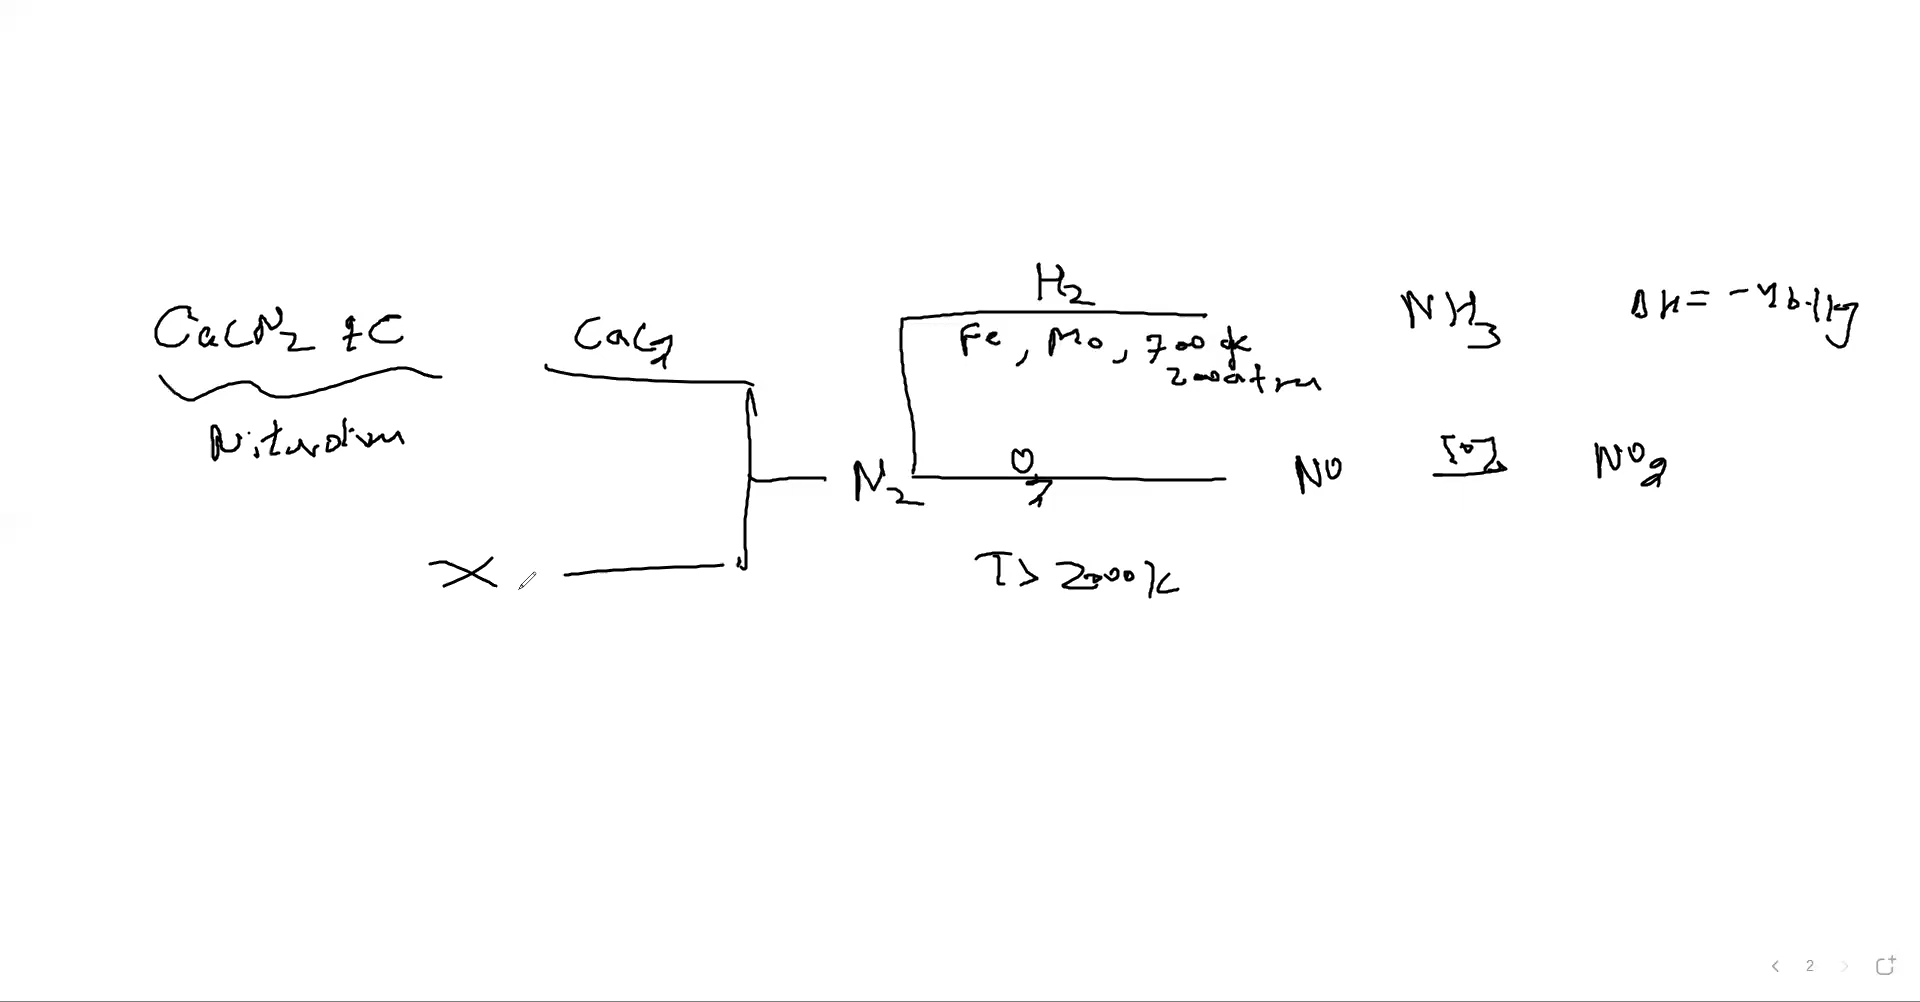 H2
CaCN2 + C
CaC2
Fe, Mo, 700 K
200 atm
NH3
ΔH = -46.1 kJ
N2
O2
NO
[O]
NO2
X
T > 2000 K
2